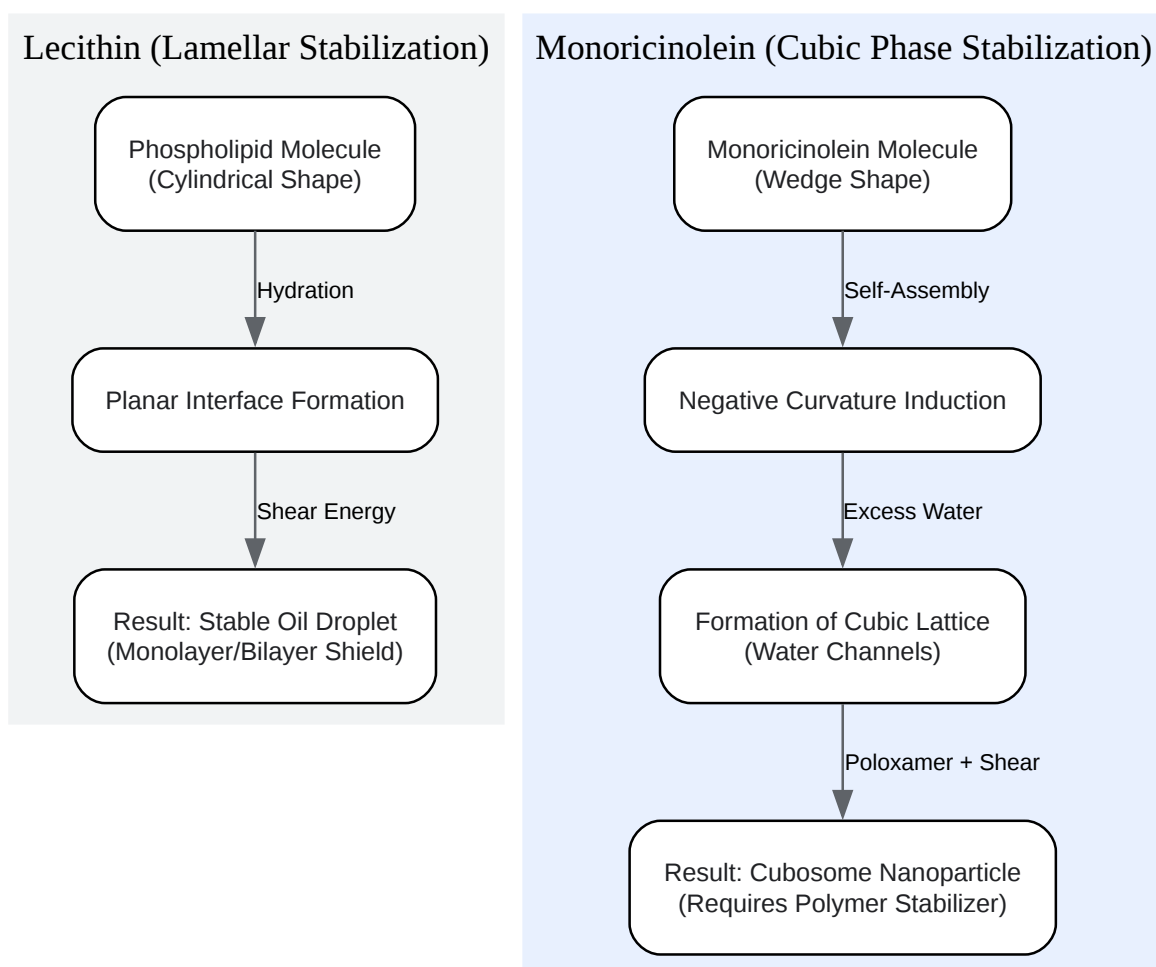 Lecithin (Lamellar Stabilization)
Phospholipid Molecule
(Cylindrical Shape)
Hydration
Planar Interface Formation
Shear Energy
Result: Stable Oil Droplet
(Monolayer/Bilayer Shield)
Monoricinolein (Cubic Phase Stabilization)
Monoricinolein Molecule
(Wedge Shape)
Self-Assembly
Negative Curvature Induction
Excess Water
Formation of Cubic Lattice
(Water Channels)
Poloxamer + Shear
Result: Cubosome Nanoparticle
(Requires Polymer Stabilizer)